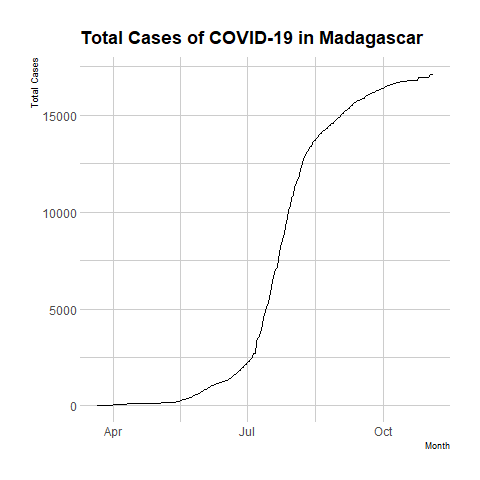 Total Cases of COVID-19 in Madagascar
Total Cases
15000
10000
5000
0
Apr Jul Oct
Month